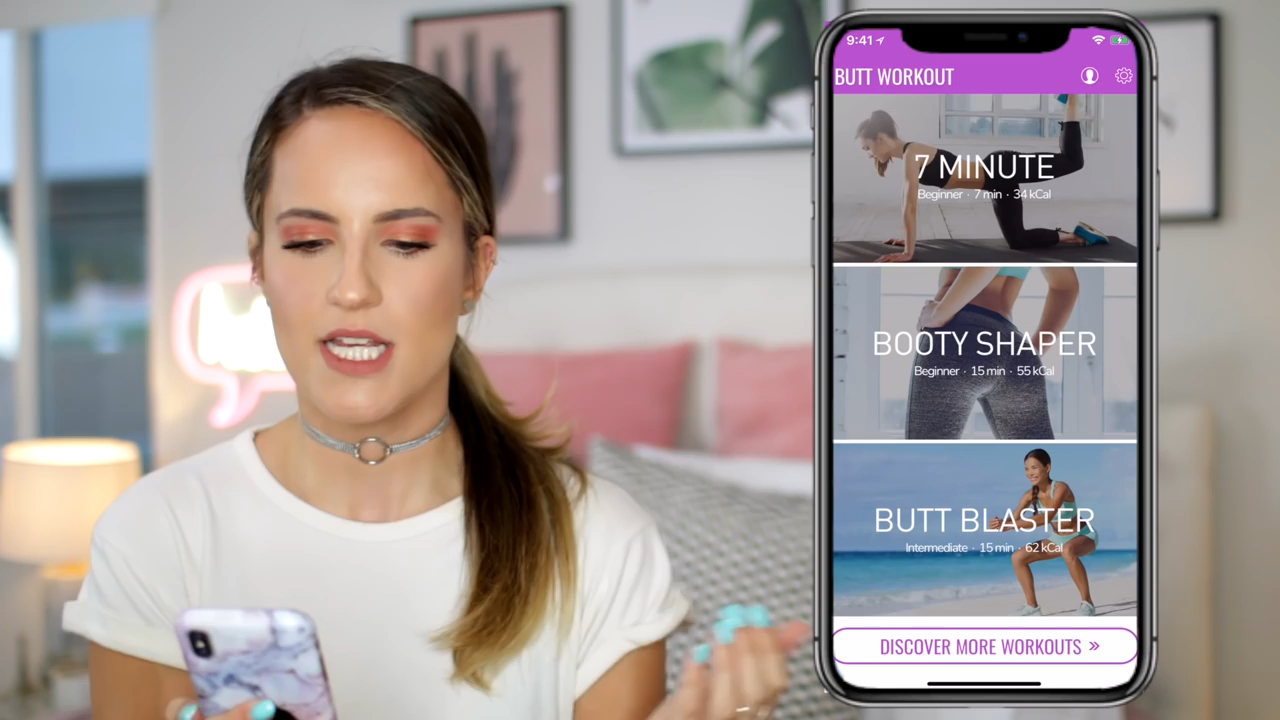 9:41
BUTT WORKOUT
7 MINUTE
Beginner · 7 min · 34 kCal
BOOTY SHAPER
Beginner · 15 min · 55 kCal
BUTT BLASTER
Intermediate · 15 min · 62 kCal
DISCOVER MORE WORKOUTS »